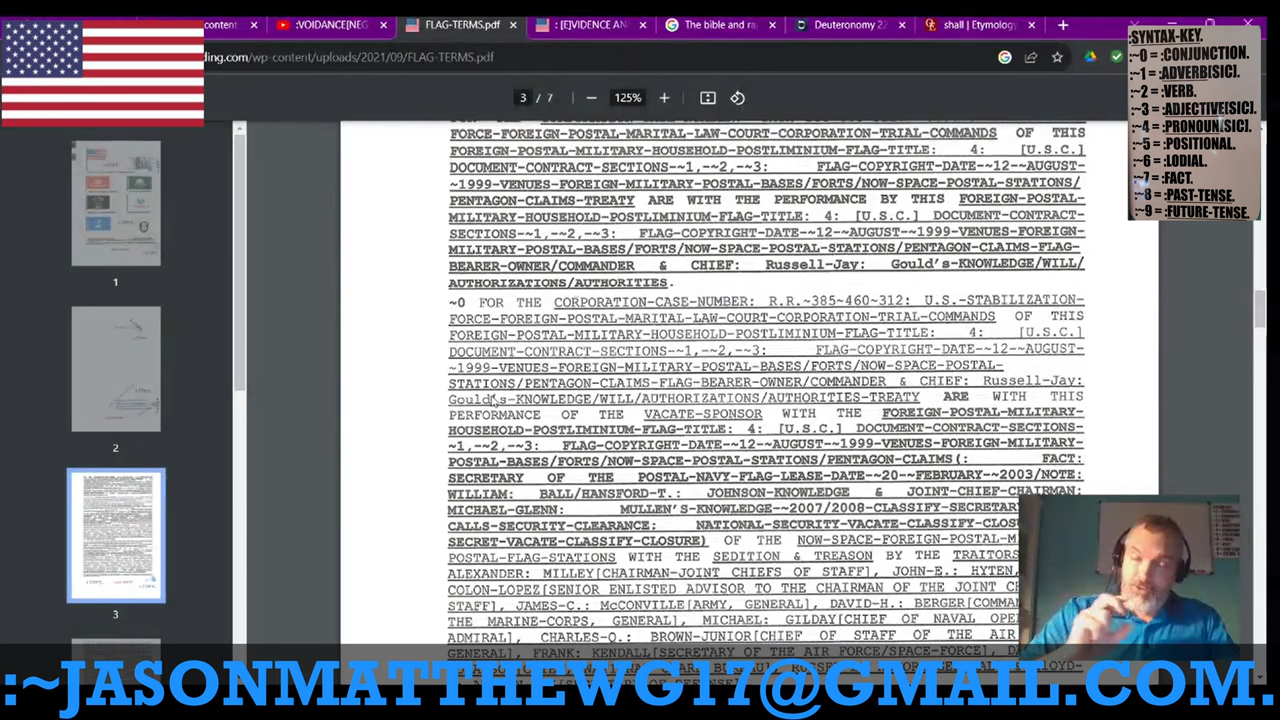 content
:VOIDANCE[NEG
FLAG-TERMS.pdf
: [E]VIDENCE AN
The bible and ra
Deuteronomy 22
shall | Etymology
ding.com/wp-content/uploads/2021/09/FLAG-TERMS.pdf
3 / 7
125%
:SYNTAX-KEY.
:~0 = :CONJUNCTION.
:~1 = :ADVERB[SIC].
:~2 = :VERB.
:~3 = :ADJECTIVE[SIC].
:~4 = :PRONOUN[SIC].
:~5 = :POSITIONAL.
:~6 = :LODIAL.
:~7 = :FACT.
:~8 = :PAST-TENSE.
:~9 = :FUTURE-TENSE.
1
2
3
FORCE-FOREIGN-POSTAL-MARITAL-LAW-COURT-CORPORATION-TRIAL-COMMANDS OF THIS
FOREIGN-POSTAL-MILITARY-HOUSEHOLD-POSTLIMINIUM-FLAG-TITLE: 4: [U.S.C.]
DOCUMENT-CONTRACT-SECTIONS-~1,-~2,-~3: FLAG-COPYRIGHT-DATE-~12-~AUGUST-
~1999-VENUES-FOREIGN-MILITARY-POSTAL-BASES/FORTS/NOW-SPACE-POSTAL-STATIONS/
PENTAGON-CLAIMS-TREATY ARE WITH THE PERFORMANCE BY THIS FOREIGN-POSTAL-
MILITARY-HOUSEHOLD-POSTLIMINIUM-FLAG-TITLE: 4: [U.S.C.] DOCUMENT-CONTRACT-
SECTIONS-~1,-~2,-~3: FLAG-COPYRIGHT-DATE-~12-~AUGUST-~1999-VENUES-FOREIGN-
MILITARY-POSTAL-BASES/FORTS/NOW-SPACE-POSTAL-STATIONS/PENTAGON-CLAIMS-FLAG-
BEARER-OWNER/COMMANDER & CHIEF: Russell-Jay: Gould's-KNOWLEDGE/WILL/
AUTHORIZATIONS/AUTHORITIES.
~0 FOR THE CORPORATION-CASE-NUMBER: R.R.~385~460~312: U.S.-STABILIZATION-
FORCE-FOREIGN-POSTAL-MARITAL-LAW-COURT-CORPORATION-TRIAL-COMMANDS OF THIS
FOREIGN-POSTAL-MILITARY-HOUSEHOLD-POSTLIMINIUM-FLAG-TITLE: 4: [U.S.C.]
DOCUMENT-CONTRACT-SECTIONS-~1,-~2,-~3: FLAG-COPYRIGHT-DATE-~12-~AUGUST-
~1999-VENUES-FOREIGN-MILITARY-POSTAL-BASES/FORTS/NOW-SPACE-POSTAL-
STATIONS/PENTAGON-CLAIMS-FLAG-BEARER-OWNER/COMMANDER & CHIEF: Russell-Jay:
Gould's-KNOWLEDGE/WILL/AUTHORIZATIONS/AUTHORITIES-TREATY ARE WITH THIS
PERFORMANCE OF THE VACATE-SPONSOR WITH THE FOREIGN-POSTAL-MILITARY-
HOUSEHOLD-POSTLIMINIUM-FLAG-TITLE: 4: [U.S.C.] DOCUMENT-CONTRACT-SECTIONS-
~1,-~2,-~3: FLAG-COPYRIGHT-DATE-~12-~AUGUST-~1999-VENUES-FOREIGN-MILITARY-
POSTAL-BASES/FORTS/NOW-SPACE-POSTAL-STATIONS/PENTAGON-CLAIMS(: FACT:
SECRETARY OF THE POSTAL-NAVY-FLAG-LEASE-DATE-~20-~FEBRUARY-~2003/NOTE:
WILLIAM: BALL/HANSFORD-T.: JOHNSON-KNOWLEDGE & JOINT-CHIEF-CHAIRMAN:
MICHAEL-GLENN: MULLEN'S-KNOWLEDGE-~2007/2008-CLASSIFY-SECRETAR
CALLS-SECURITY-CLEARANCE: NATIONAL-SECURITY-VACATE-CLASSIFY-CLOSU
SECRET-VACATE-CLASSIFY-CLOSURE) OF THE NOW-SPACE-FOREIGN-POSTAL-MI
POSTAL-FLAG-STATIONS WITH THE SEDITION & TREASON BY THE TRAITORS
ALEXANDER: MILLEY[CHAIRMAN-JOINT CHIEFS OF STAFF], JOHN-E.: HYTEN,
COLON-LOPEZ[SENIOR ENLISTED ADVISOR TO THE CHAIRMAN OF THE JOINT C
STAFF], JAMES-C.: McCONVILLE[ARMY, GENERAL], DAVID-H.: BERGER[COMMA
THE MARINE-CORPS, GENERAL], MICHAEL: GILDAY[CHIEF OF NAVAL OPE
ADMIRAL], CHARLES-Q.: BROWN-JUNIOR[CHIEF OF STAFF OF THE AIR
GENERAL], FRANK: KENDALL[SECRETARY OF THE AIR FORCE/SPACE-FORCE], D
:~JASONMATTHEWG17@GMAIL.COM.